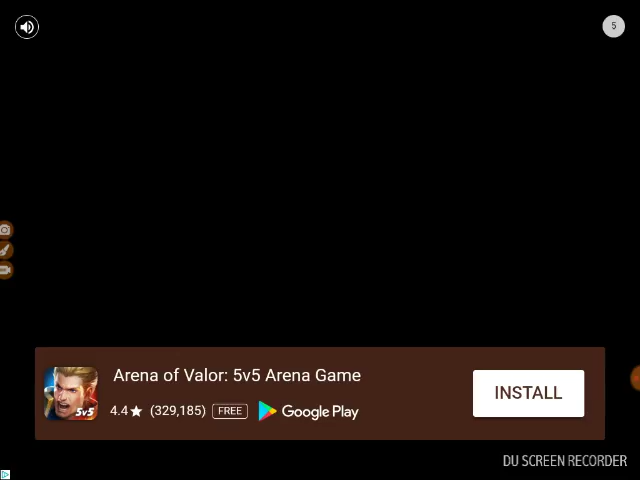 5
Arena of Valor: 5v5 Arena Game
5v5
4.4★ (329,185) FREE Google Play
INSTALL
DU SCREEN RECORDER